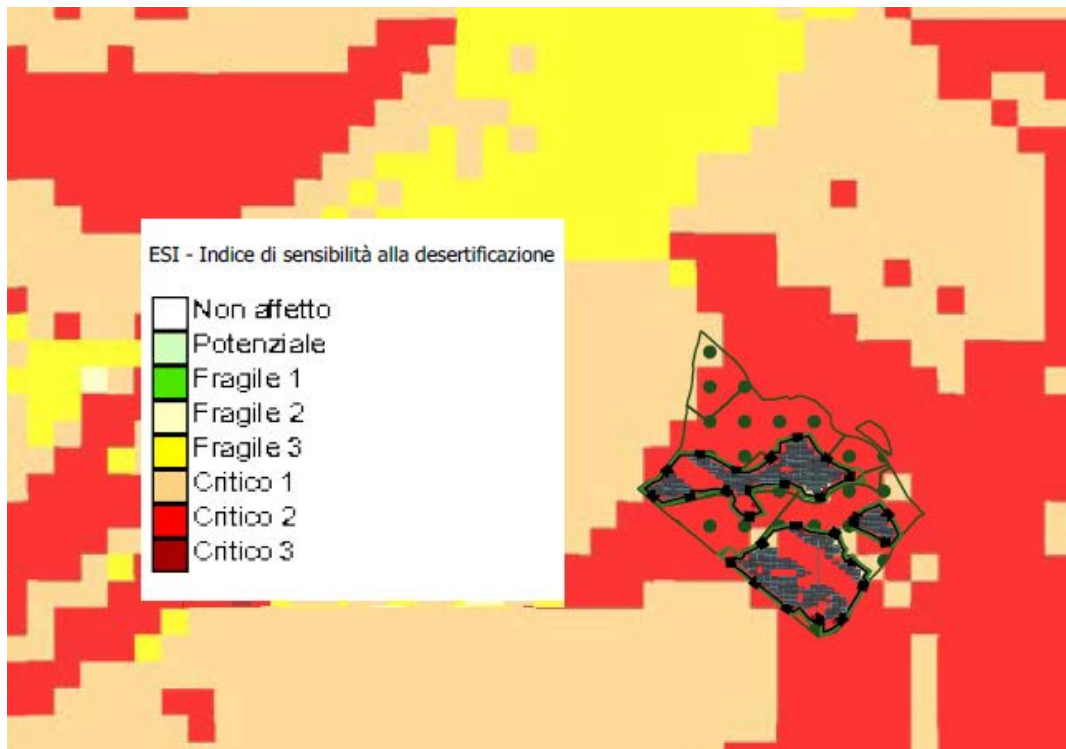 ESI - Indice di sensibilità alla desertificazione
Non affetto
Potenziale
Fragile 1
Fragile 2
Fragile 3
Critico 1
Critico 2
Critico 3